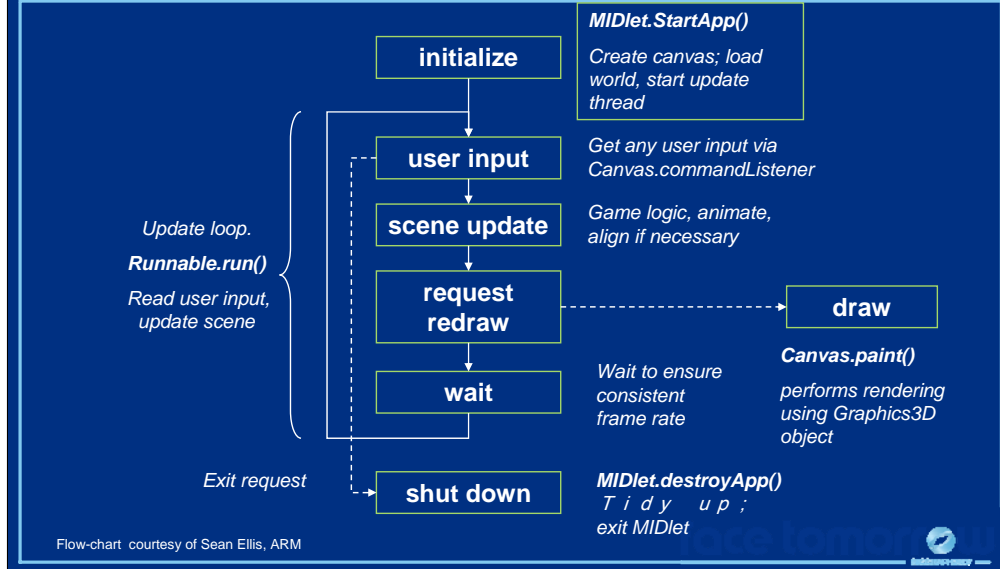 MIDlet.StartApp()
initialize
Create canvas; load
world, start update
thread
user input
Get any user input via
Canvas.commandListener
scene update
Game logic, animate,
align if necessary
Update loop.
Runnable.run()
Read user input,
update scene
request
redraw
draw
Canvas.paint()
performs rendering
using Graphics3D
object
wait
Wait to ensure
consistent
frame rate
Exit request
shut down
MIDlet.destroyApp()
T i d y u p ;
exit MIDlet
Flow-chart courtesy of Sean Ellis, ARM
face tomorrow